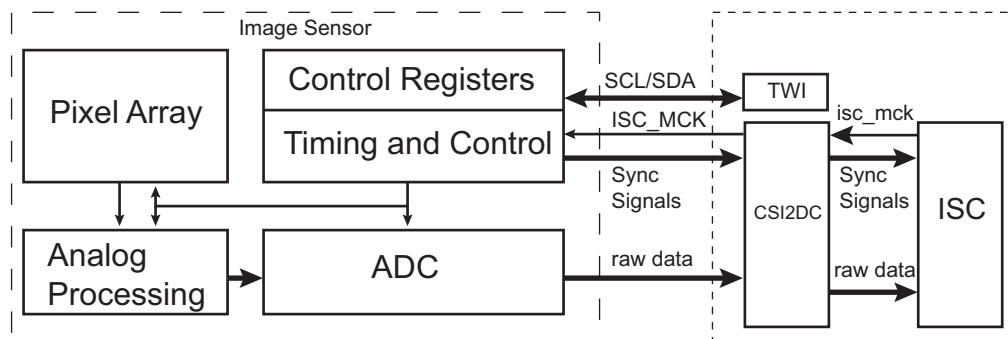 Image Sensor
Pixel Array
Control Registers
Timing and Control
SCL/SDA
TWI
ISC_MCK
isc_mck
Sync
Signals
CSI2DC
Sync
Signals
ISC
Analog
Processing
ADC
raw data
raw data